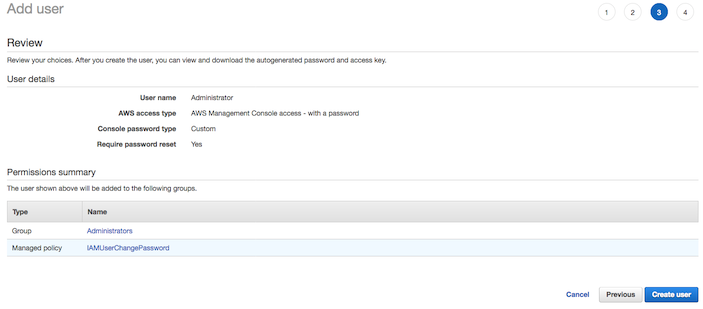 Add user
1 2 3 4
Review
Review your choices. After you create the user, you can view and download the autogenerated password and access key.
User details
User name Administrator
AWS access type AWS Management Console access - with a password
Console password type Custom
Require password reset Yes
Permissions summary
The user shown above will be added to the following groups.
Type Name
Group Administrators
Managed policy IAMUserChangePassword
Cancel Previous Create user